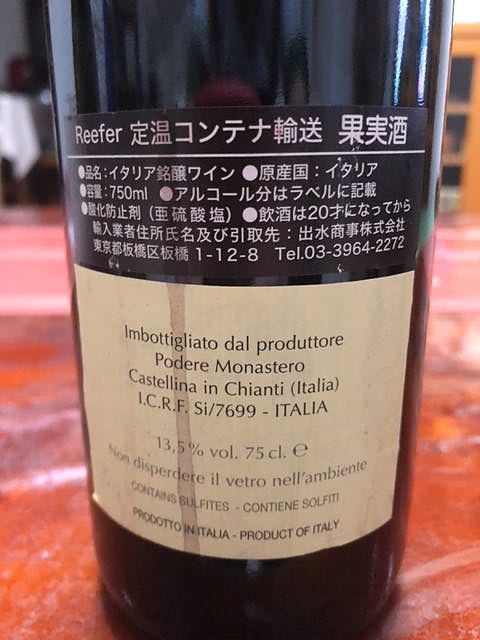 Reefer 定温コンテナ輸送 果実酒
●品名：イタリア銘醸ワイン ●原産国：イタリア
●容量：750ml ●アルコール分はラベルに記載
●酸化防止剤（亜硫酸塩）●飲酒は20才になってから
輸入業者住所氏名及び引取先：出水商事株式会社
東京都板橋区板橋 1-12-8 Tel.03-3964-2272
Imbottigliato dal produttore
Podere Monastero
Castellina in Chianti (Italia)
I.C.R.F. Si/7699 - ITALIA
13,5% vol. 75 cl. e
Non disperdere il vetro nell'ambiente
CONTAINS SULFITES - CONTIENE SOLFITI
PRODOTTO IN ITALIA - PRODUCT OF ITALY